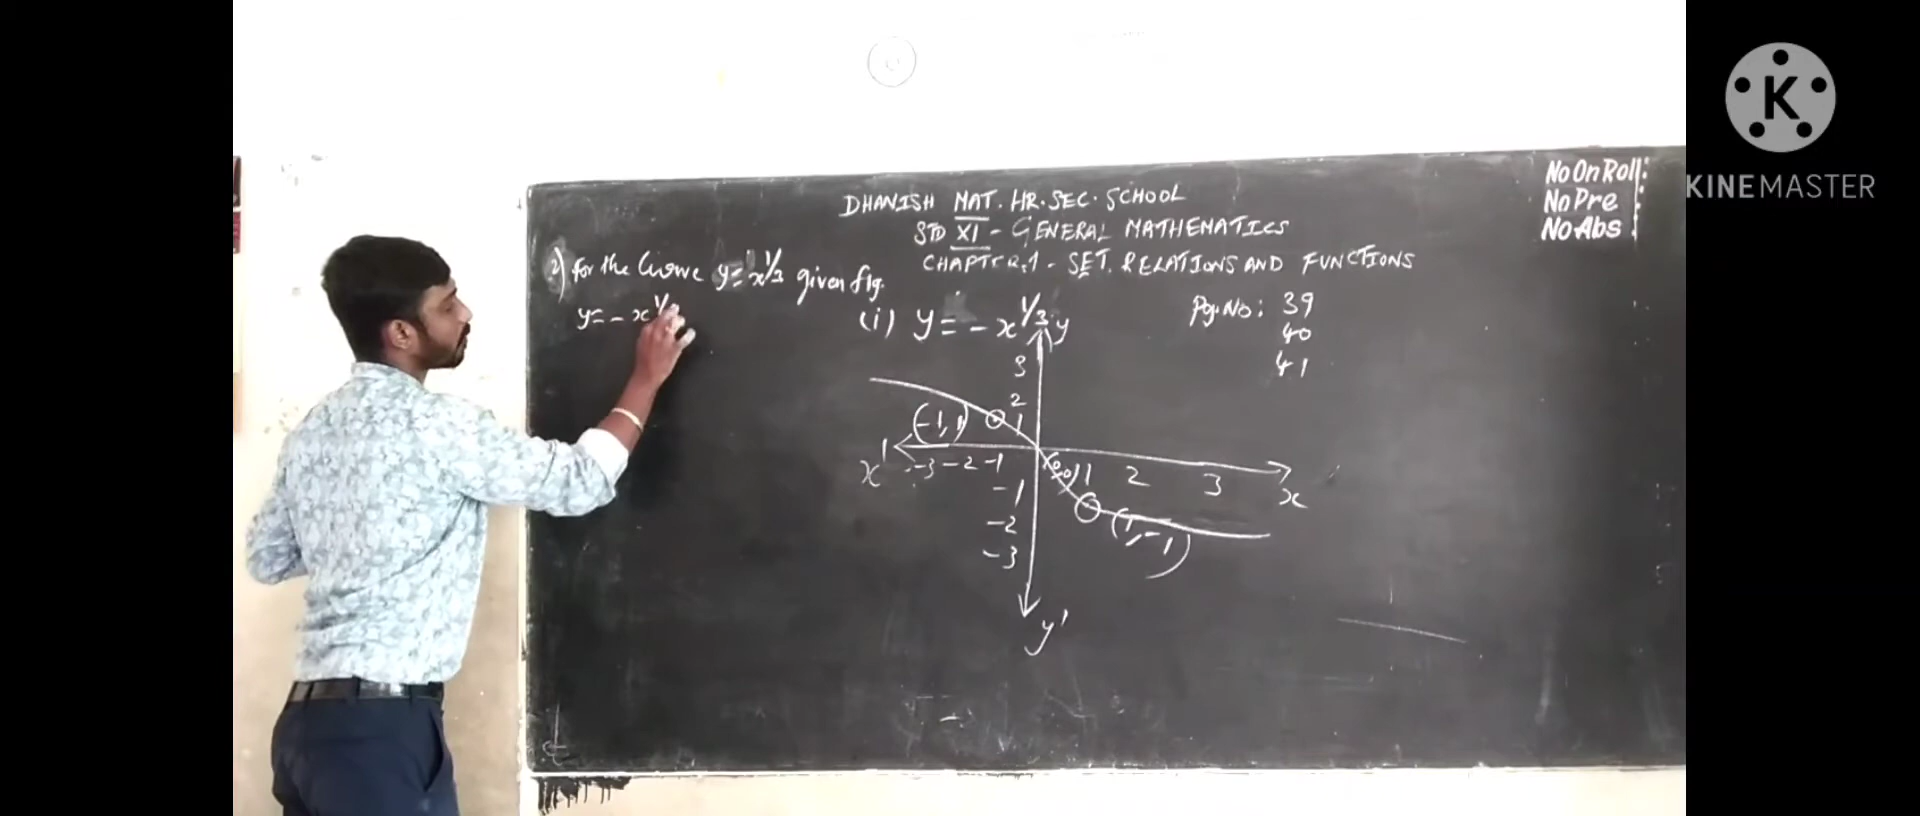 DHANISH MAT. HR. SEC. SCHOOL
STD XI - GENERAL MATHEMATICS
CHAPTER.1 - SET. RELATIONS AND FUNCTIONS
No On Roll:
No Pre :
No Abs :
2) For the Curve y = x^1/3 given fig.
y = - x^1/3
(i) y = - x^1/3
Pg.No: 39
40
41
y
3
2
1
(-1, 1)
x'
-3 -2 -1
(0,0) 1 2 3
x
-1
-2
-3
(1, -1)
y'
K
KINEMASTER